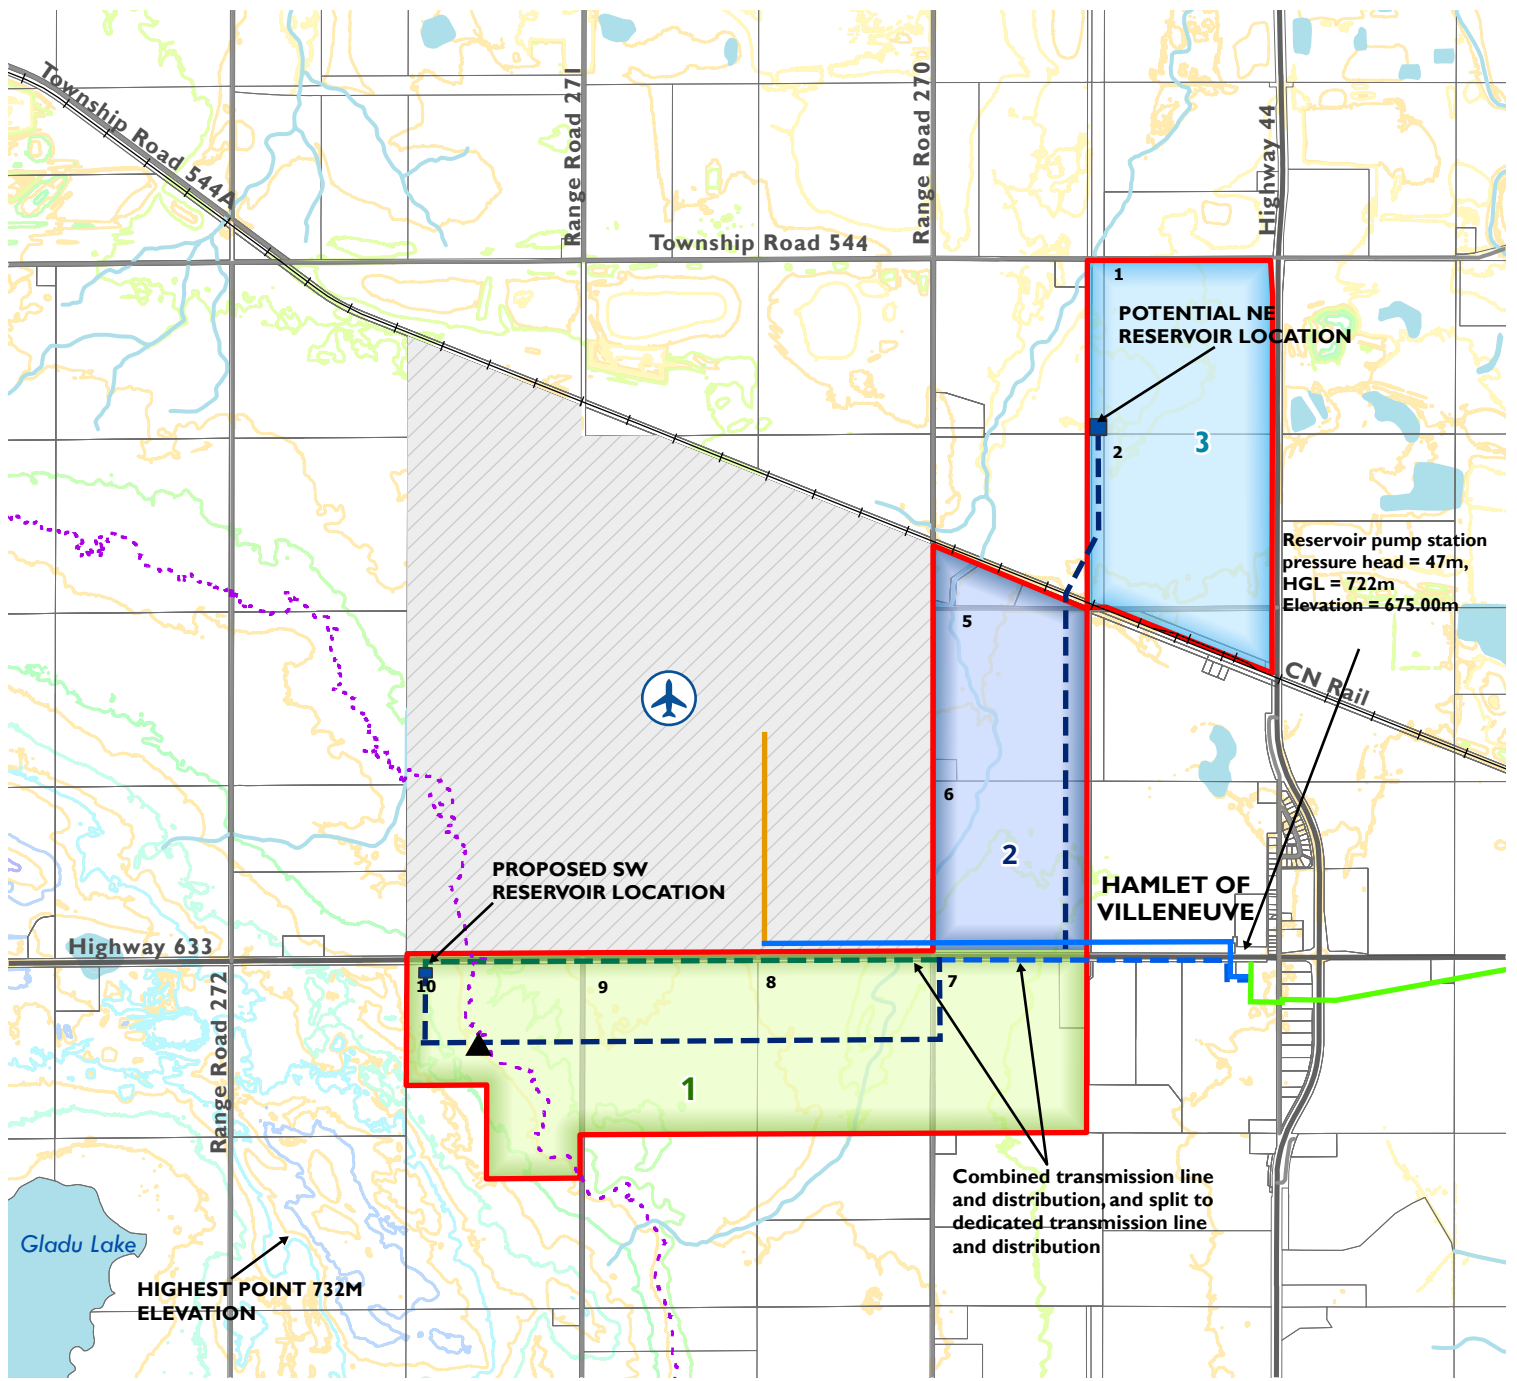 Township Road 544A
Range Road 271
Range Road 270
Highway 44
Township Road 544
1
POTENTIAL NE
RESERVOIR LOCATION
3
2
Reservoir pump station
pressure head = 47m,
HGL = 722m
Elevation = 675.00m
5
CN Rail
6
2
PROPOSED SW
RESERVOIR LOCATION
HAMLET OF
VILLENEUVE
Highway 633
10
9
8
7
Range Road 272
1
Combined transmission line
and distribution, and split to
dedicated transmission line
and distribution
Gladu Lake
HIGHEST POINT 732M
ELEVATION